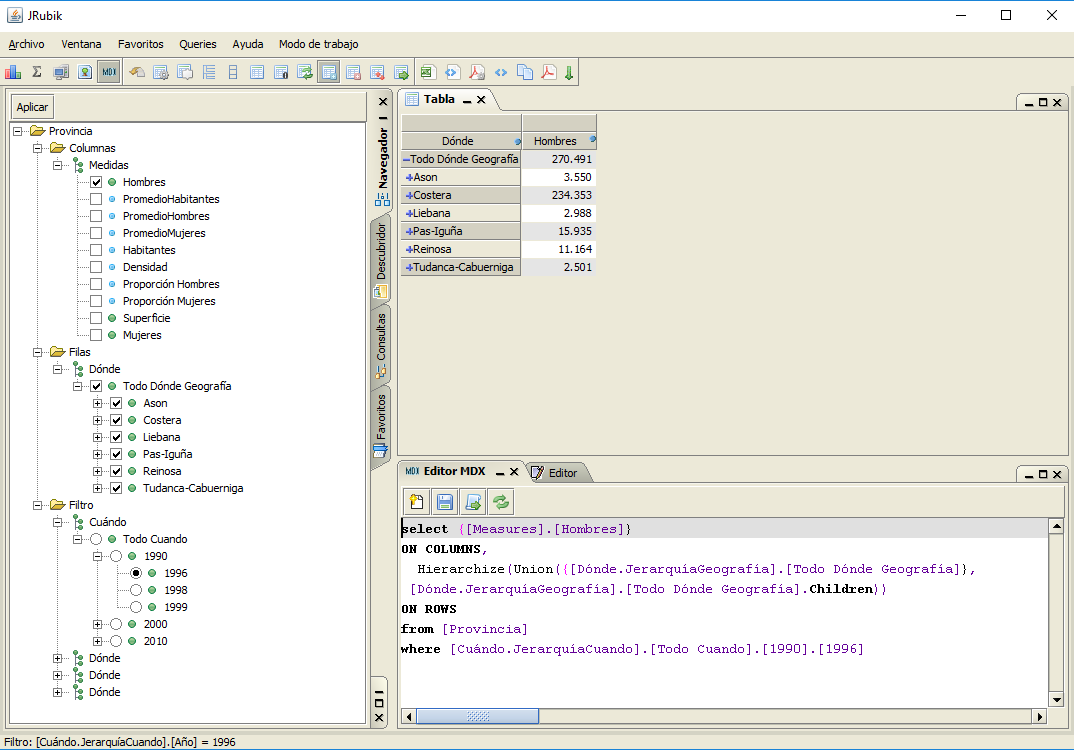 JRubik
Archivo Ventana Favoritos Queries Ayuda Modo de trabajo
MDX
Aplicar
Provincia
Columnas
Medidas
Hombres
PromedioHabitantes
PromedioHombres
PromedioMujeres
Habitantes
Densidad
Proporción Hombres
Proporción Mujeres
Superficie
Mujeres
Filas
Dónde
Todo Dónde Geografía
Ason
Costera
Liebana
Pas-Iguña
Reinosa
Tudanca-Cabuerniga
Filtro
Cuándo
Todo Cuando
1990
1996
1998
1999
2000
2010
Dónde
Dónde
Dónde
Navegador
Descubridor
Consultas
Favoritos
Tabla
Dónde Hombres
Todo Dónde Geografía 270.491
Ason 3.550
Costera 234.353
Liebana 2.988
Pas-Iguña 15.935
Reinosa 11.164
Tudanca-Cabuerniga 2.501
MDX Editor MDX Editor
select {[Measures].[Hombres]}
ON COLUMNS,
Hierarchize(Union({[Dónde.JerarquíaGeografía].[Todo Dónde Geografía]},
[Dónde.JerarquíaGeografía].[Todo Dónde Geografía].Children))
ON ROWS
from [Provincia]
where [Cuándo.JerarquíaCuando].[Todo Cuando].[1990].[1996]
Filtro: [Cuándo.JerarquíaCuando].[Año] = 1996